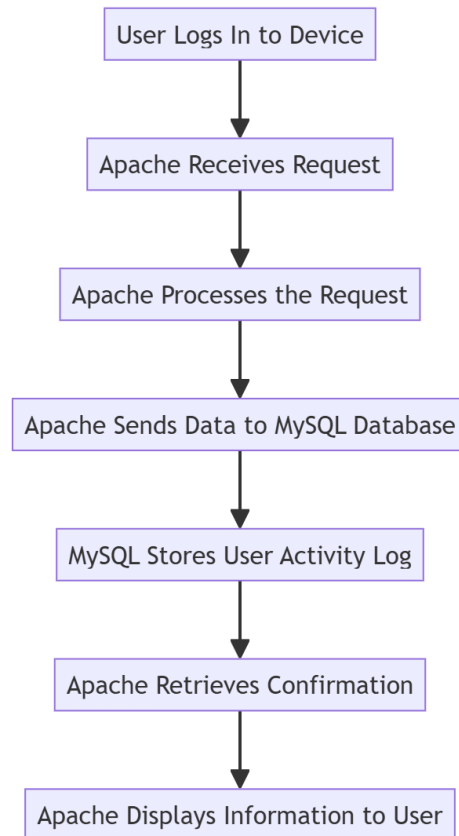 User Logs In to Device
Apache Receives Request
Apache Processes the Request
Apache Sends Data to MySQL Database
MySQL Stores User Activity Log
Apache Retrieves Confirmation
Apache Displays Information to User